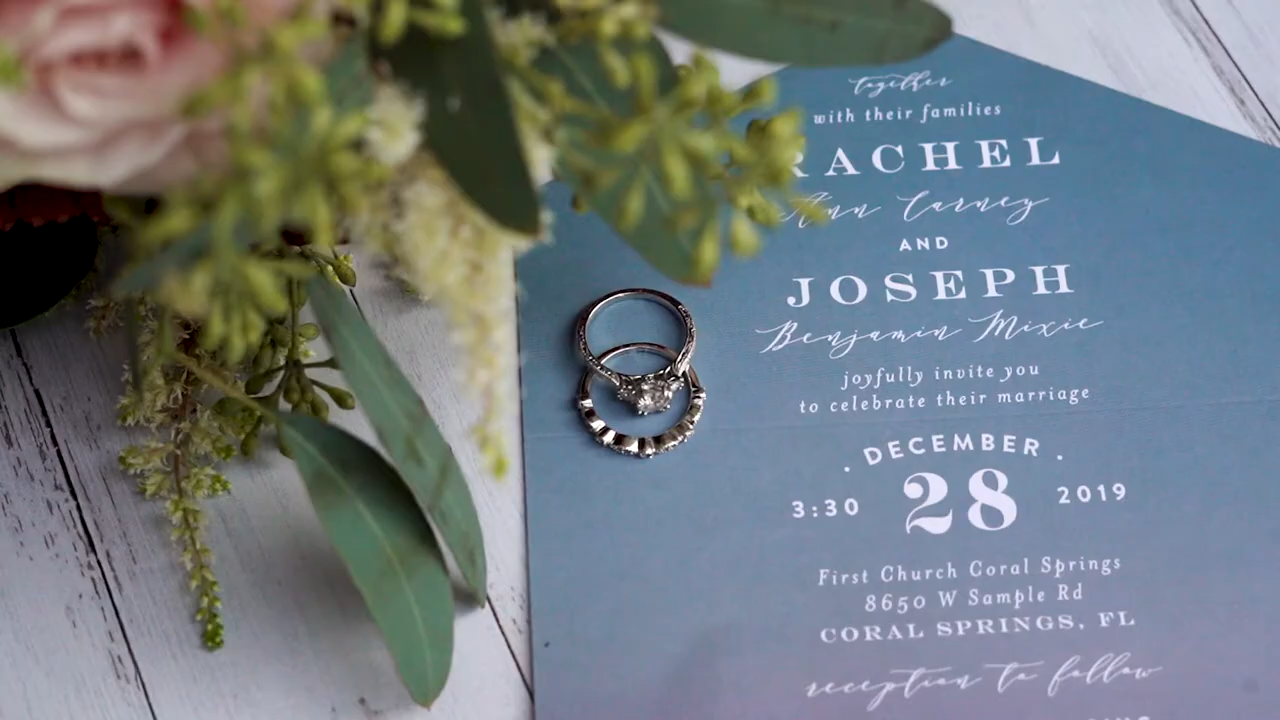 together
with their families
RACHEL
Ann Carney
AND
JOSEPH
Benjamin Mixie
joyfully invite you
to celebrate their marriage
. DECEMBER .
3:30 28 2019
First Church Coral Springs
8650 W Sample Rd
CORAL SPRINGS, FL
reception to follow